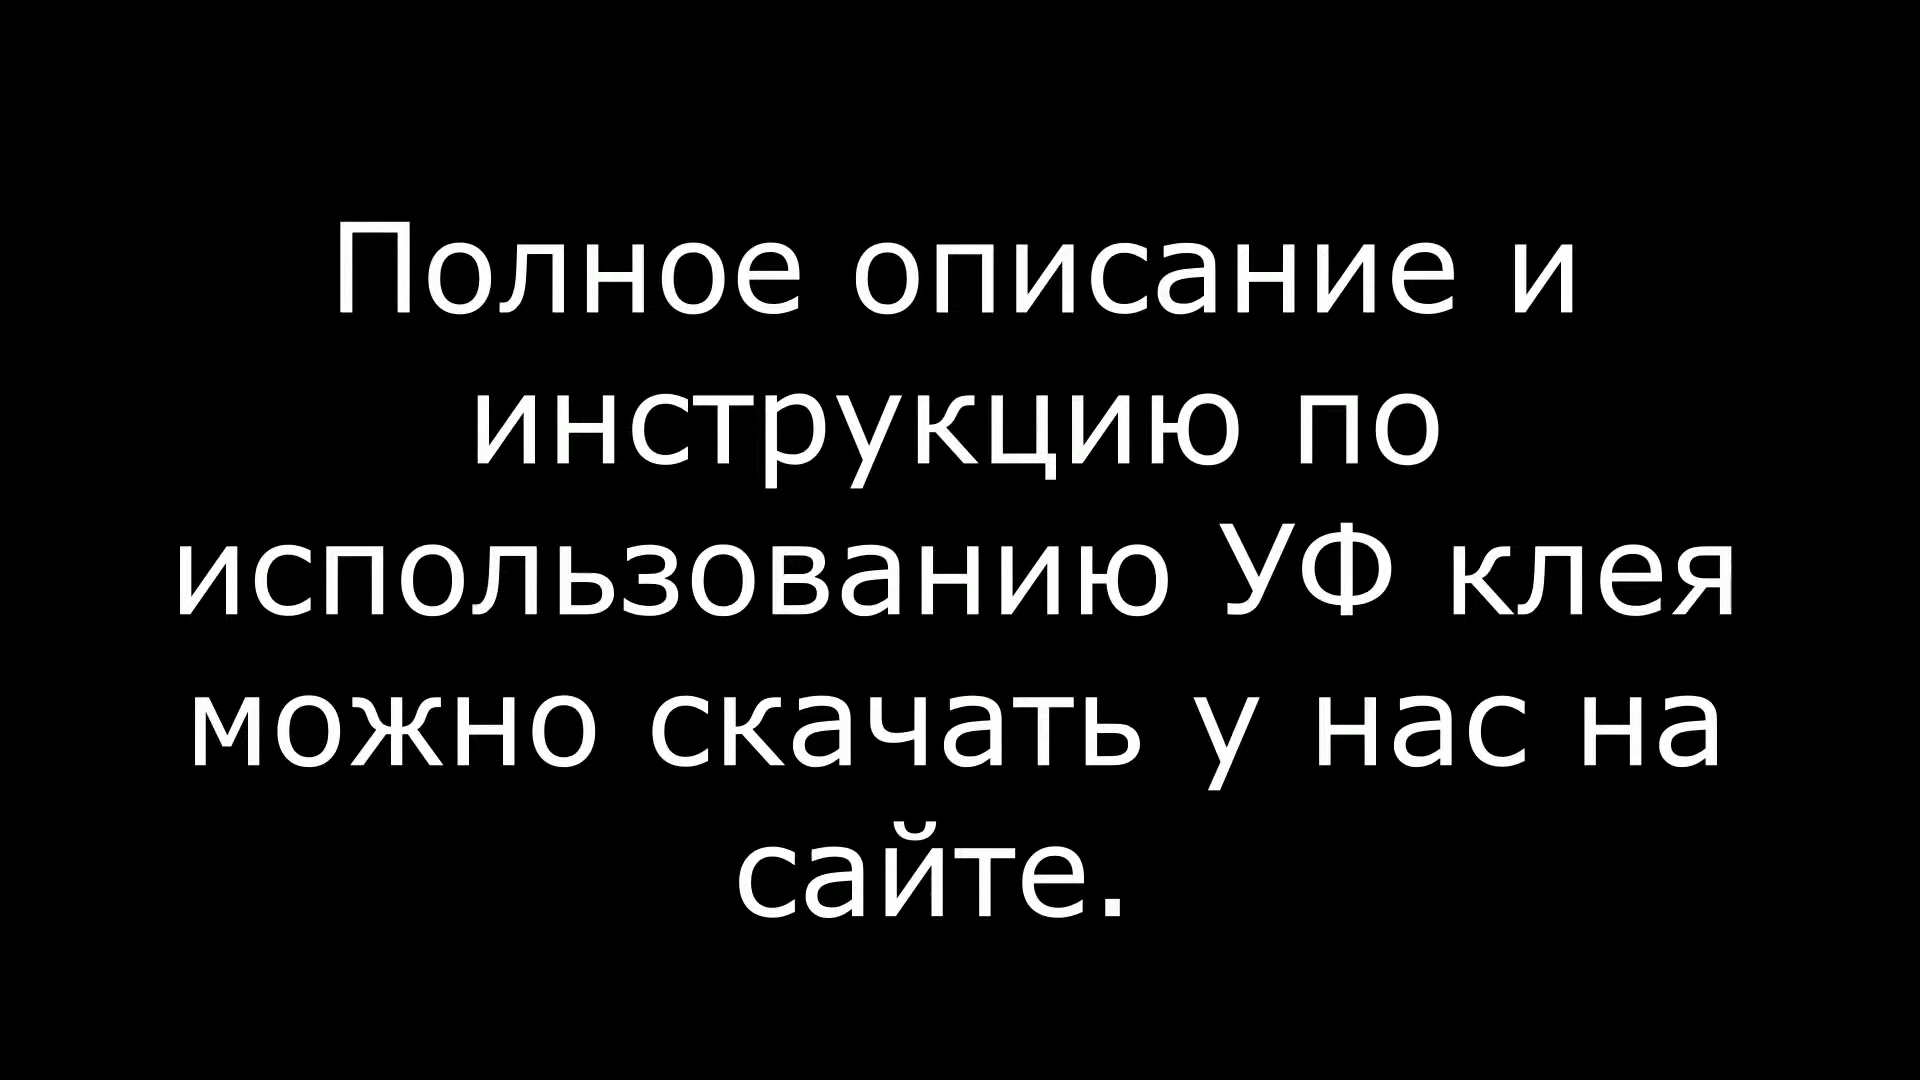 Полное описание и
инструкцию по
использованию УФ клея
можно скачать у нас на
сайте.